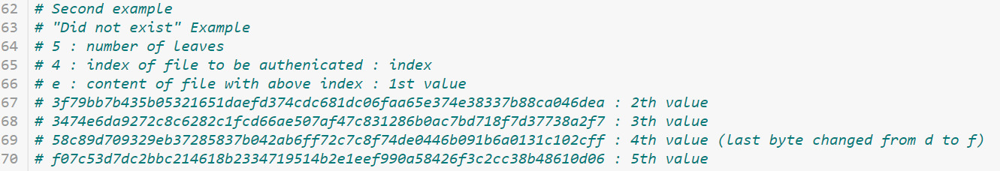 62 # Second example
63 # "Did not exist" Example
64 # 5 : number of leaves
65 # 4 : index of file to be authenicated : index
66 # e : content of file with above index : 1st value
67 # 3f79bb7b435b05321651daefd374cdc681dc06faa65e374e38337b88ca046dea : 2th value
68 # 3474e6da9272c8c6282c1fcd66ae507af47c831286b0ac7bd718f7d37738a2f7 : 3th value
69 # 58c89d709329eb37285837b042ab6ff72c7c8f74de0446b091b6a0131c102cff : 4th value (last byte changed from d to f)
70 # f07c53d7dc2bbc214618b2334719514b2e1eef990a58426f3c2cc38b48610d06 : 5th value